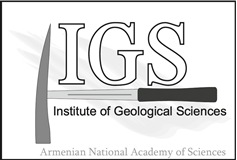 IGS
Institute of Geological Sciences
Armenian National Academy of Sciences